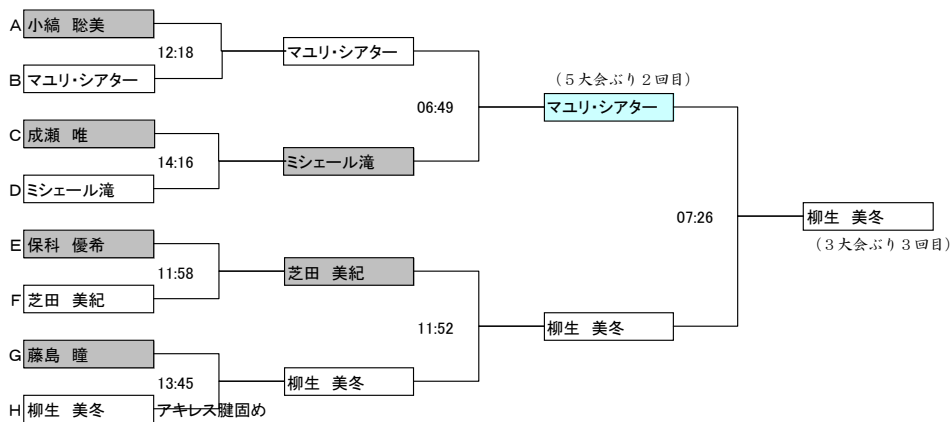 A 小縞 聡美
12:18
B マユリ・シアター
マユリ・シアター
06:49
C 成瀬 唯
14:16
D ミシェール滝
ミシェール滝
(5大会ぶり2回目)
マユリ・シアター
07:26
柳生 美冬
(3大会ぶり3回目)
E 保科 優希
11:58
F 芝田 美紀
芝田 美紀
11:52
柳生 美冬
G 藤島 瞳
13:45
H 柳生 美冬 アキレス腱固め
柳生 美冬